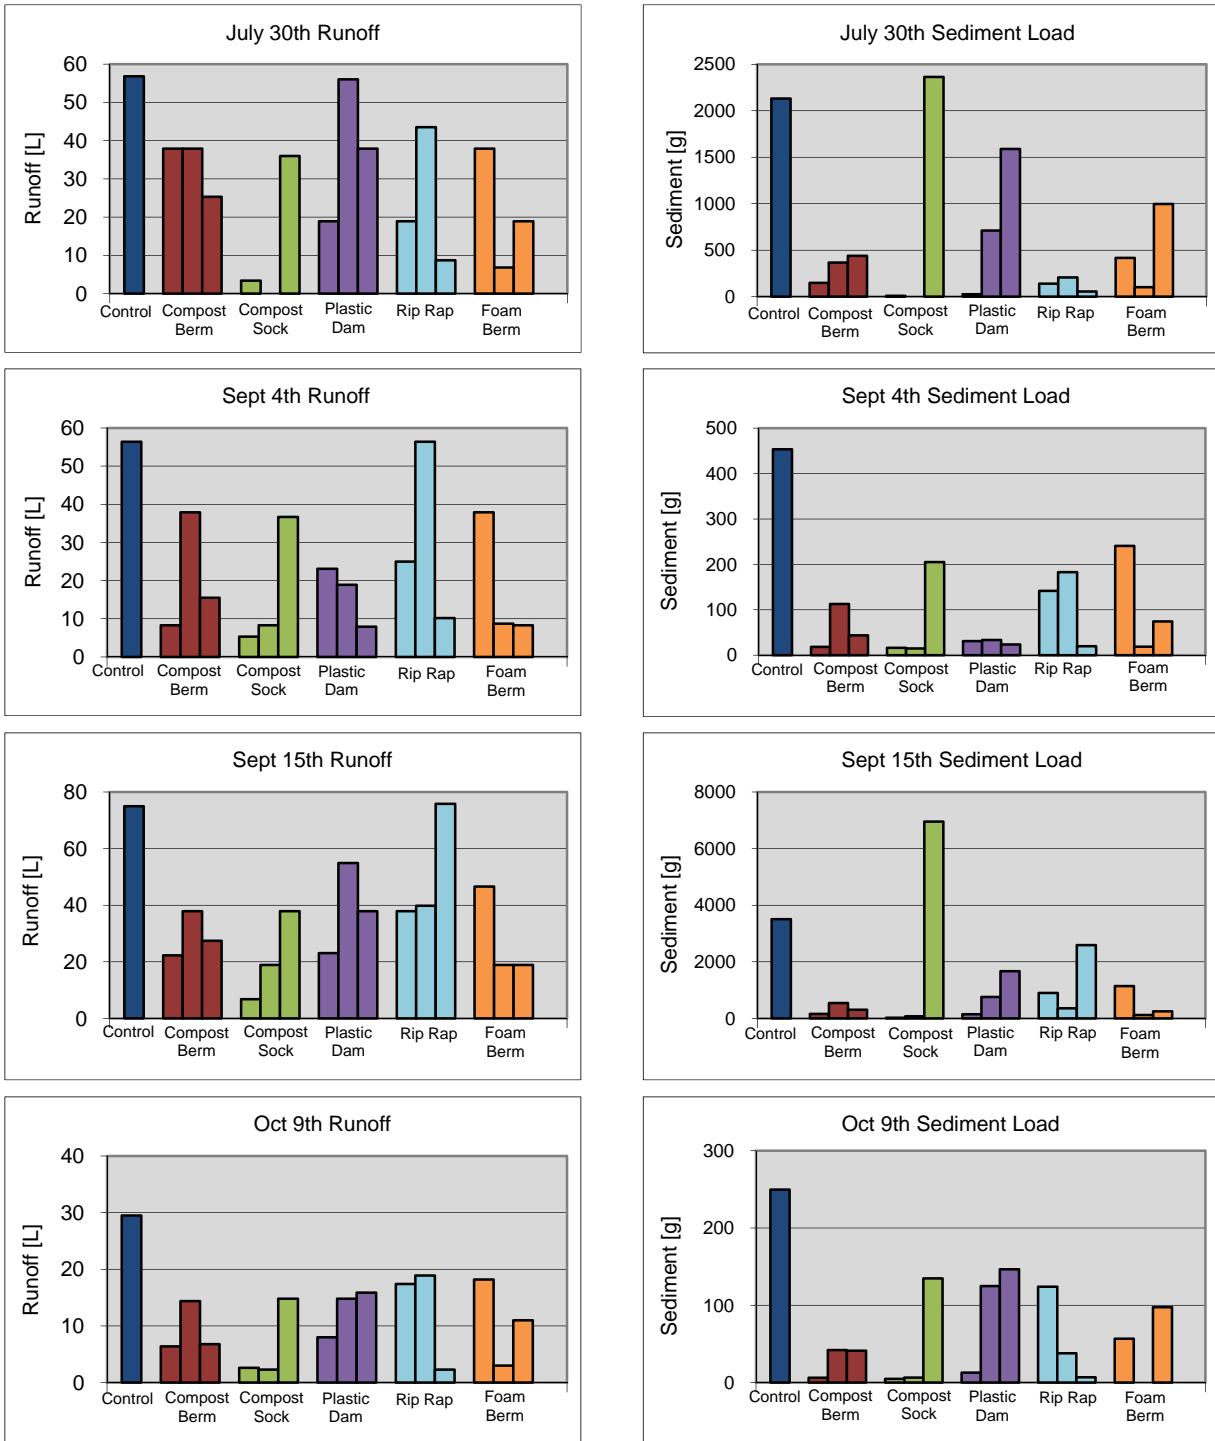 July 30th Runoff
Runoff [L]
60
50
40
30
20
10
0
Control
Compost
Berm
Compost
Sock
Plastic
Dam
Rip Rap
Foam
Berm
July 30th Sediment Load
Sediment [g]
2500
2000
1500
1000
500
0
Control
Compost
Berm
Compost
Sock
Plastic
Dam
Rip Rap
Foam
Berm
Sept 4th Runoff
Runoff [L]
60
50
40
30
20
10
0
Control
Compost
Berm
Compost
Sock
Plastic
Dam
Rip Rap
Foam
Berm
Sept 4th Sediment Load
Sediment [g]
500
400
300
200
100
0
Control
Compost
Berm
Compost
Sock
Plastic
Dam
Rip Rap
Foam
Berm
Sept 15th Runoff
Runoff [L]
80
60
40
20
0
Control
Compost
Berm
Compost
Sock
Plastic
Dam
Rip Rap
Foam
Berm
Sept 15th Sediment Load
Sediment [g]
8000
6000
4000
2000
0
Control
Compost
Berm
Compost
Sock
Plastic
Dam
Rip Rap
Foam
Berm
Oct 9th Runoff
Runoff [L]
40
30
20
10
0
Control
Compost
Berm
Compost
Sock
Plastic
Dam
Rip Rap
Foam
Berm
Oct 9th Sediment Load
Sediment [g]
300
200
100
0
Control
Compost
Berm
Compost
Sock
Plastic
Dam
Rip Rap
Foam
Berm